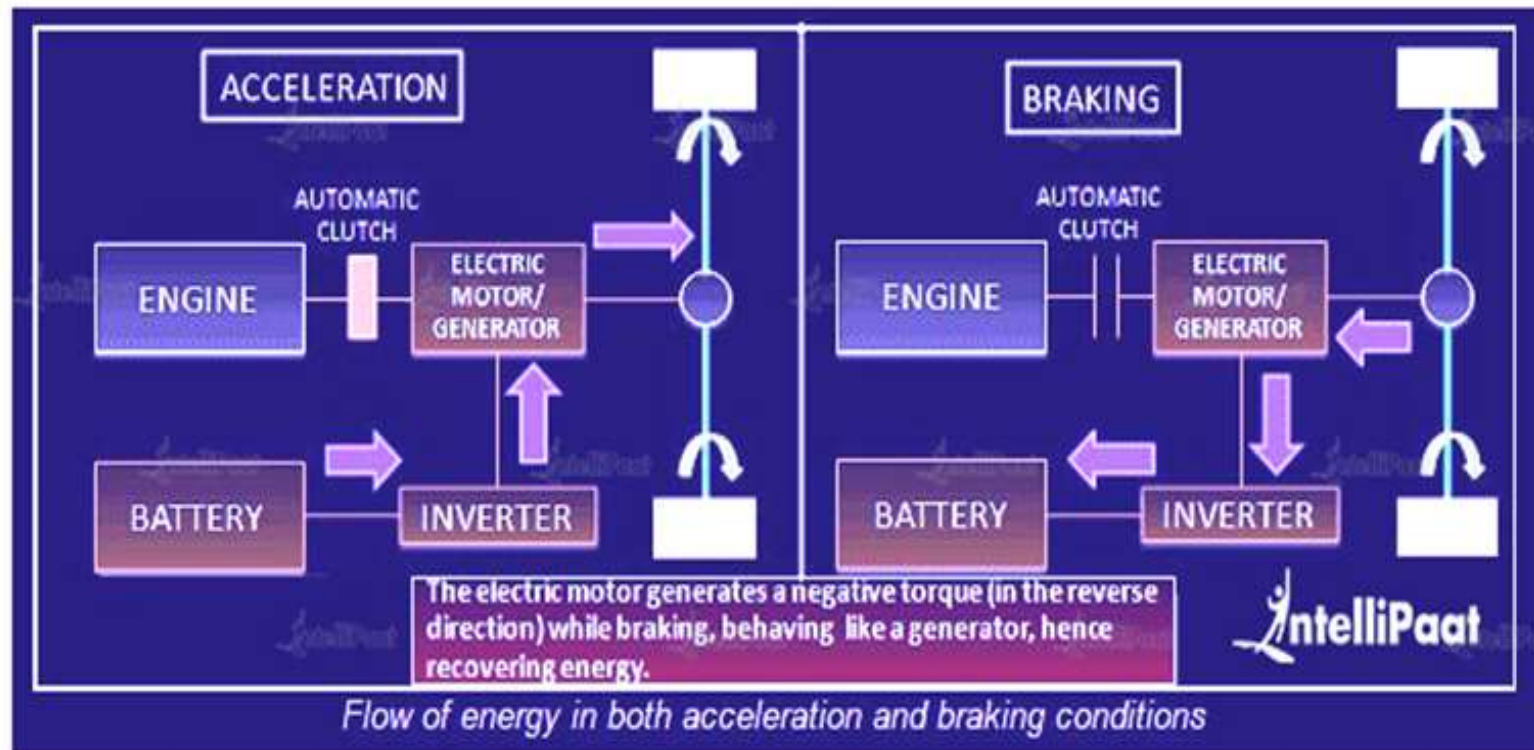 ACCELERATION
AUTOMATIC
CLUTCH
ENGINE
ELECTRIC
MOTOR/
GENERATOR
BATTERY
INVERTER
BRAKING
AUTOMATIC
CLUTCH
ENGINE
ELECTRIC
MOTOR/
GENERATOR
BATTERY
INVERTER
The electric motor generates a negative torque (in the reverse
direction) while braking, behaving like a generator, hence
recovering energy.
IntelliPaat
Flow of energy in both acceleration and braking conditions